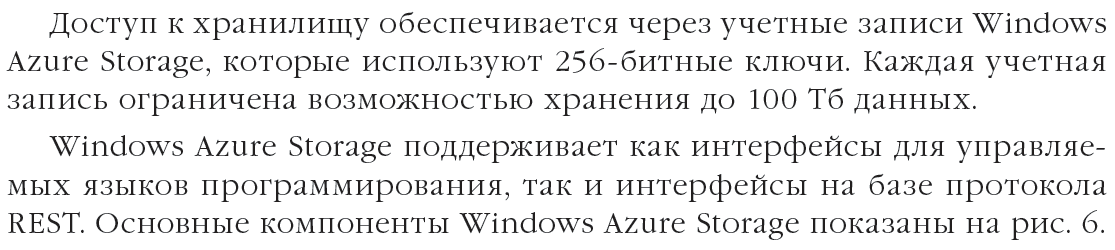 Доступ к хранилищу обеспечивается через учетные записи Windows
Azure Storage, которые используют 256-битные ключи. Каждая учетная
запись ограничена возможностью хранения до 100 Тб данных.
Windows Azure Storage поддерживает как интерфейсы для управляе-
мых языков программирования, так и интерфейсы на базе протокола
REST. Основные компоненты Windows Azure Storage показаны на рис. 6.